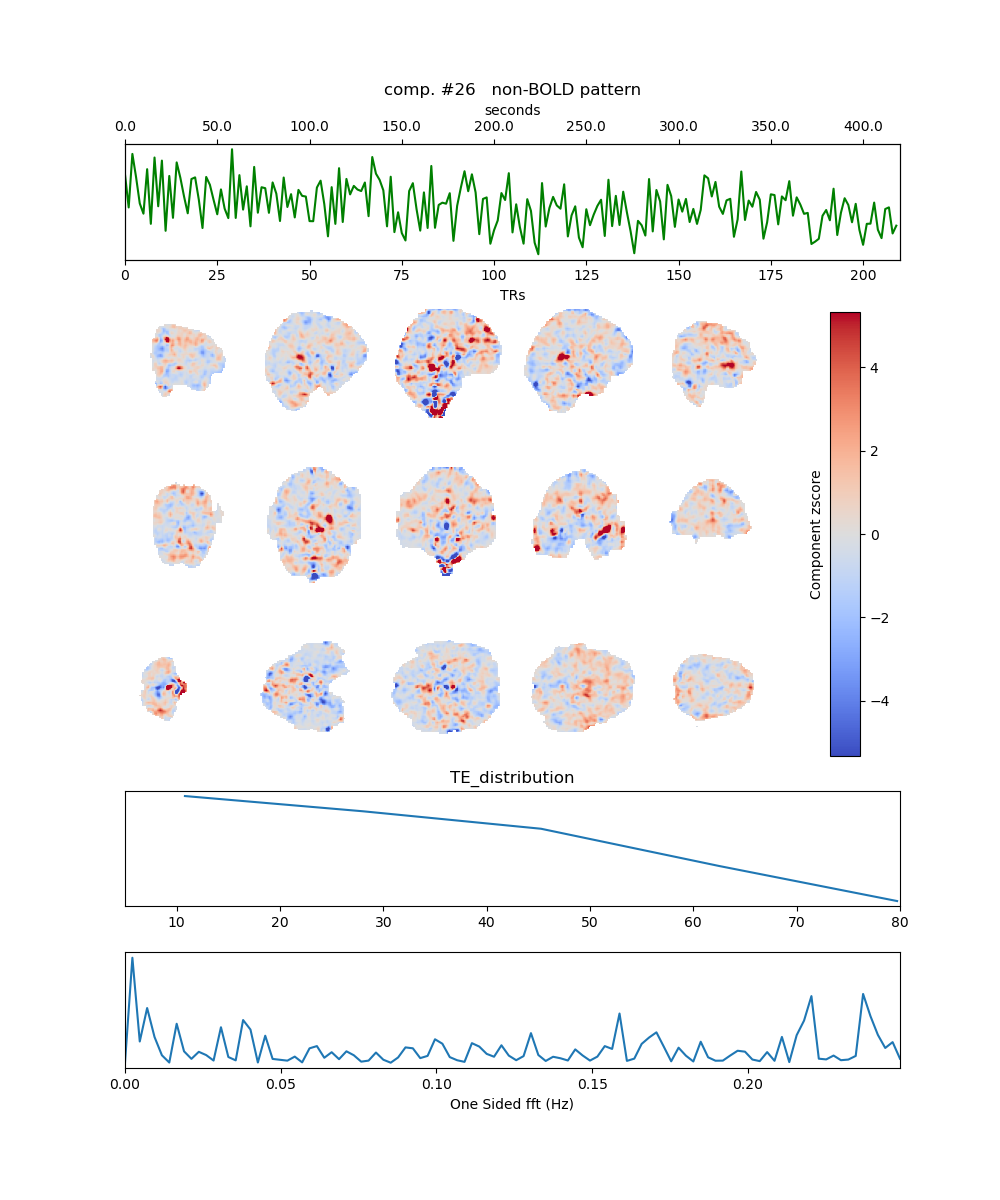 comp. #26   non-BOLD pattern
seconds
0.0 50.0 100.0 150.0 200.0 250.0 300.0 350.0 400.0
0 25 50 75 100 125 150 175 200
TRs
Component zscore
4
2
0
−2
−4
TE_distribution
10 20 30 40 50 60 70 80
0.00 0.05 0.10 0.15 0.20
One Sided fft (Hz)